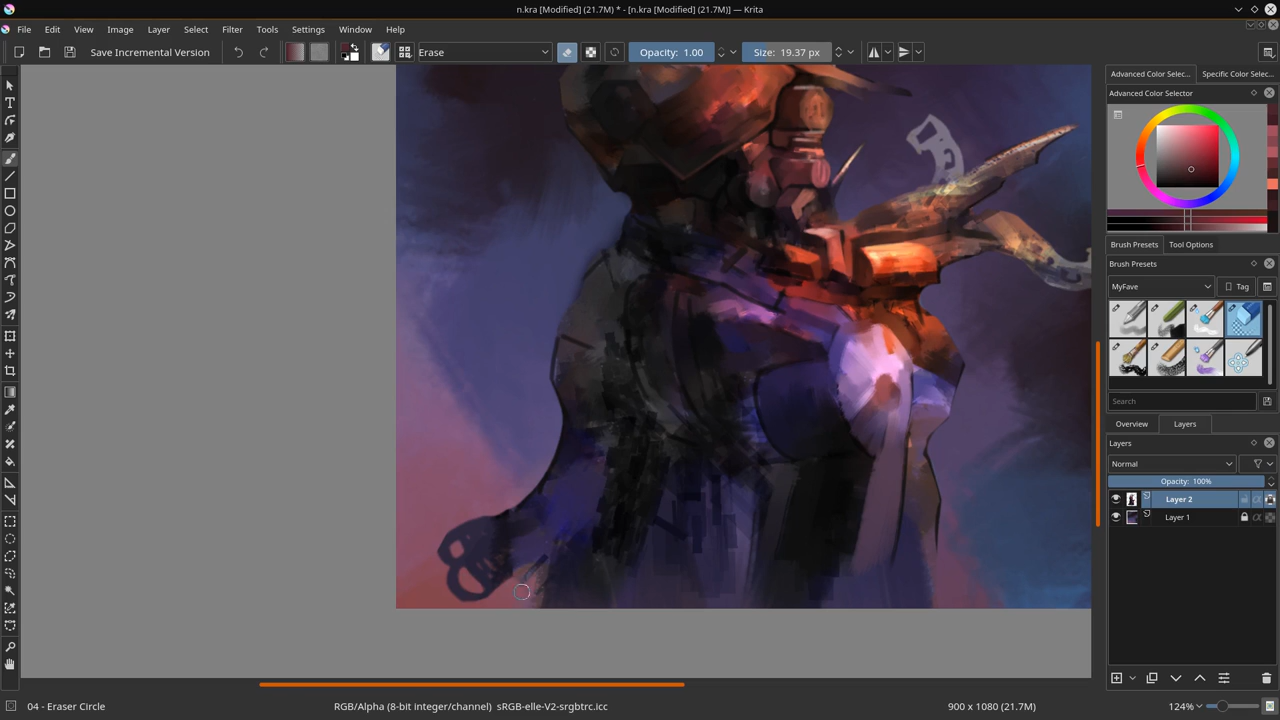 n.kra [Modified] (21.7M) * - [n.kra [Modified] (21.7M)] — Krita
File Edit View Image Layer Select Filter Tools Settings Window Help
Save Incremental Version
Erase
Opacity: 1.00
Size: 19.37 px
Advanced Color Selec...
Specific Color Selec...
Advanced Color Selector
Brush Presets
Tool Options
Brush Presets
MyFave
Tag
Search
Overview
Layers
Layers
Normal
Opacity: 100%
Layer 2
Layer 1
04 - Eraser Circle
RGB/Alpha (8-bit integer/channel) sRGB-elle-V2-srgbtrc.icc
900 x 1080 (21.7M)
124%